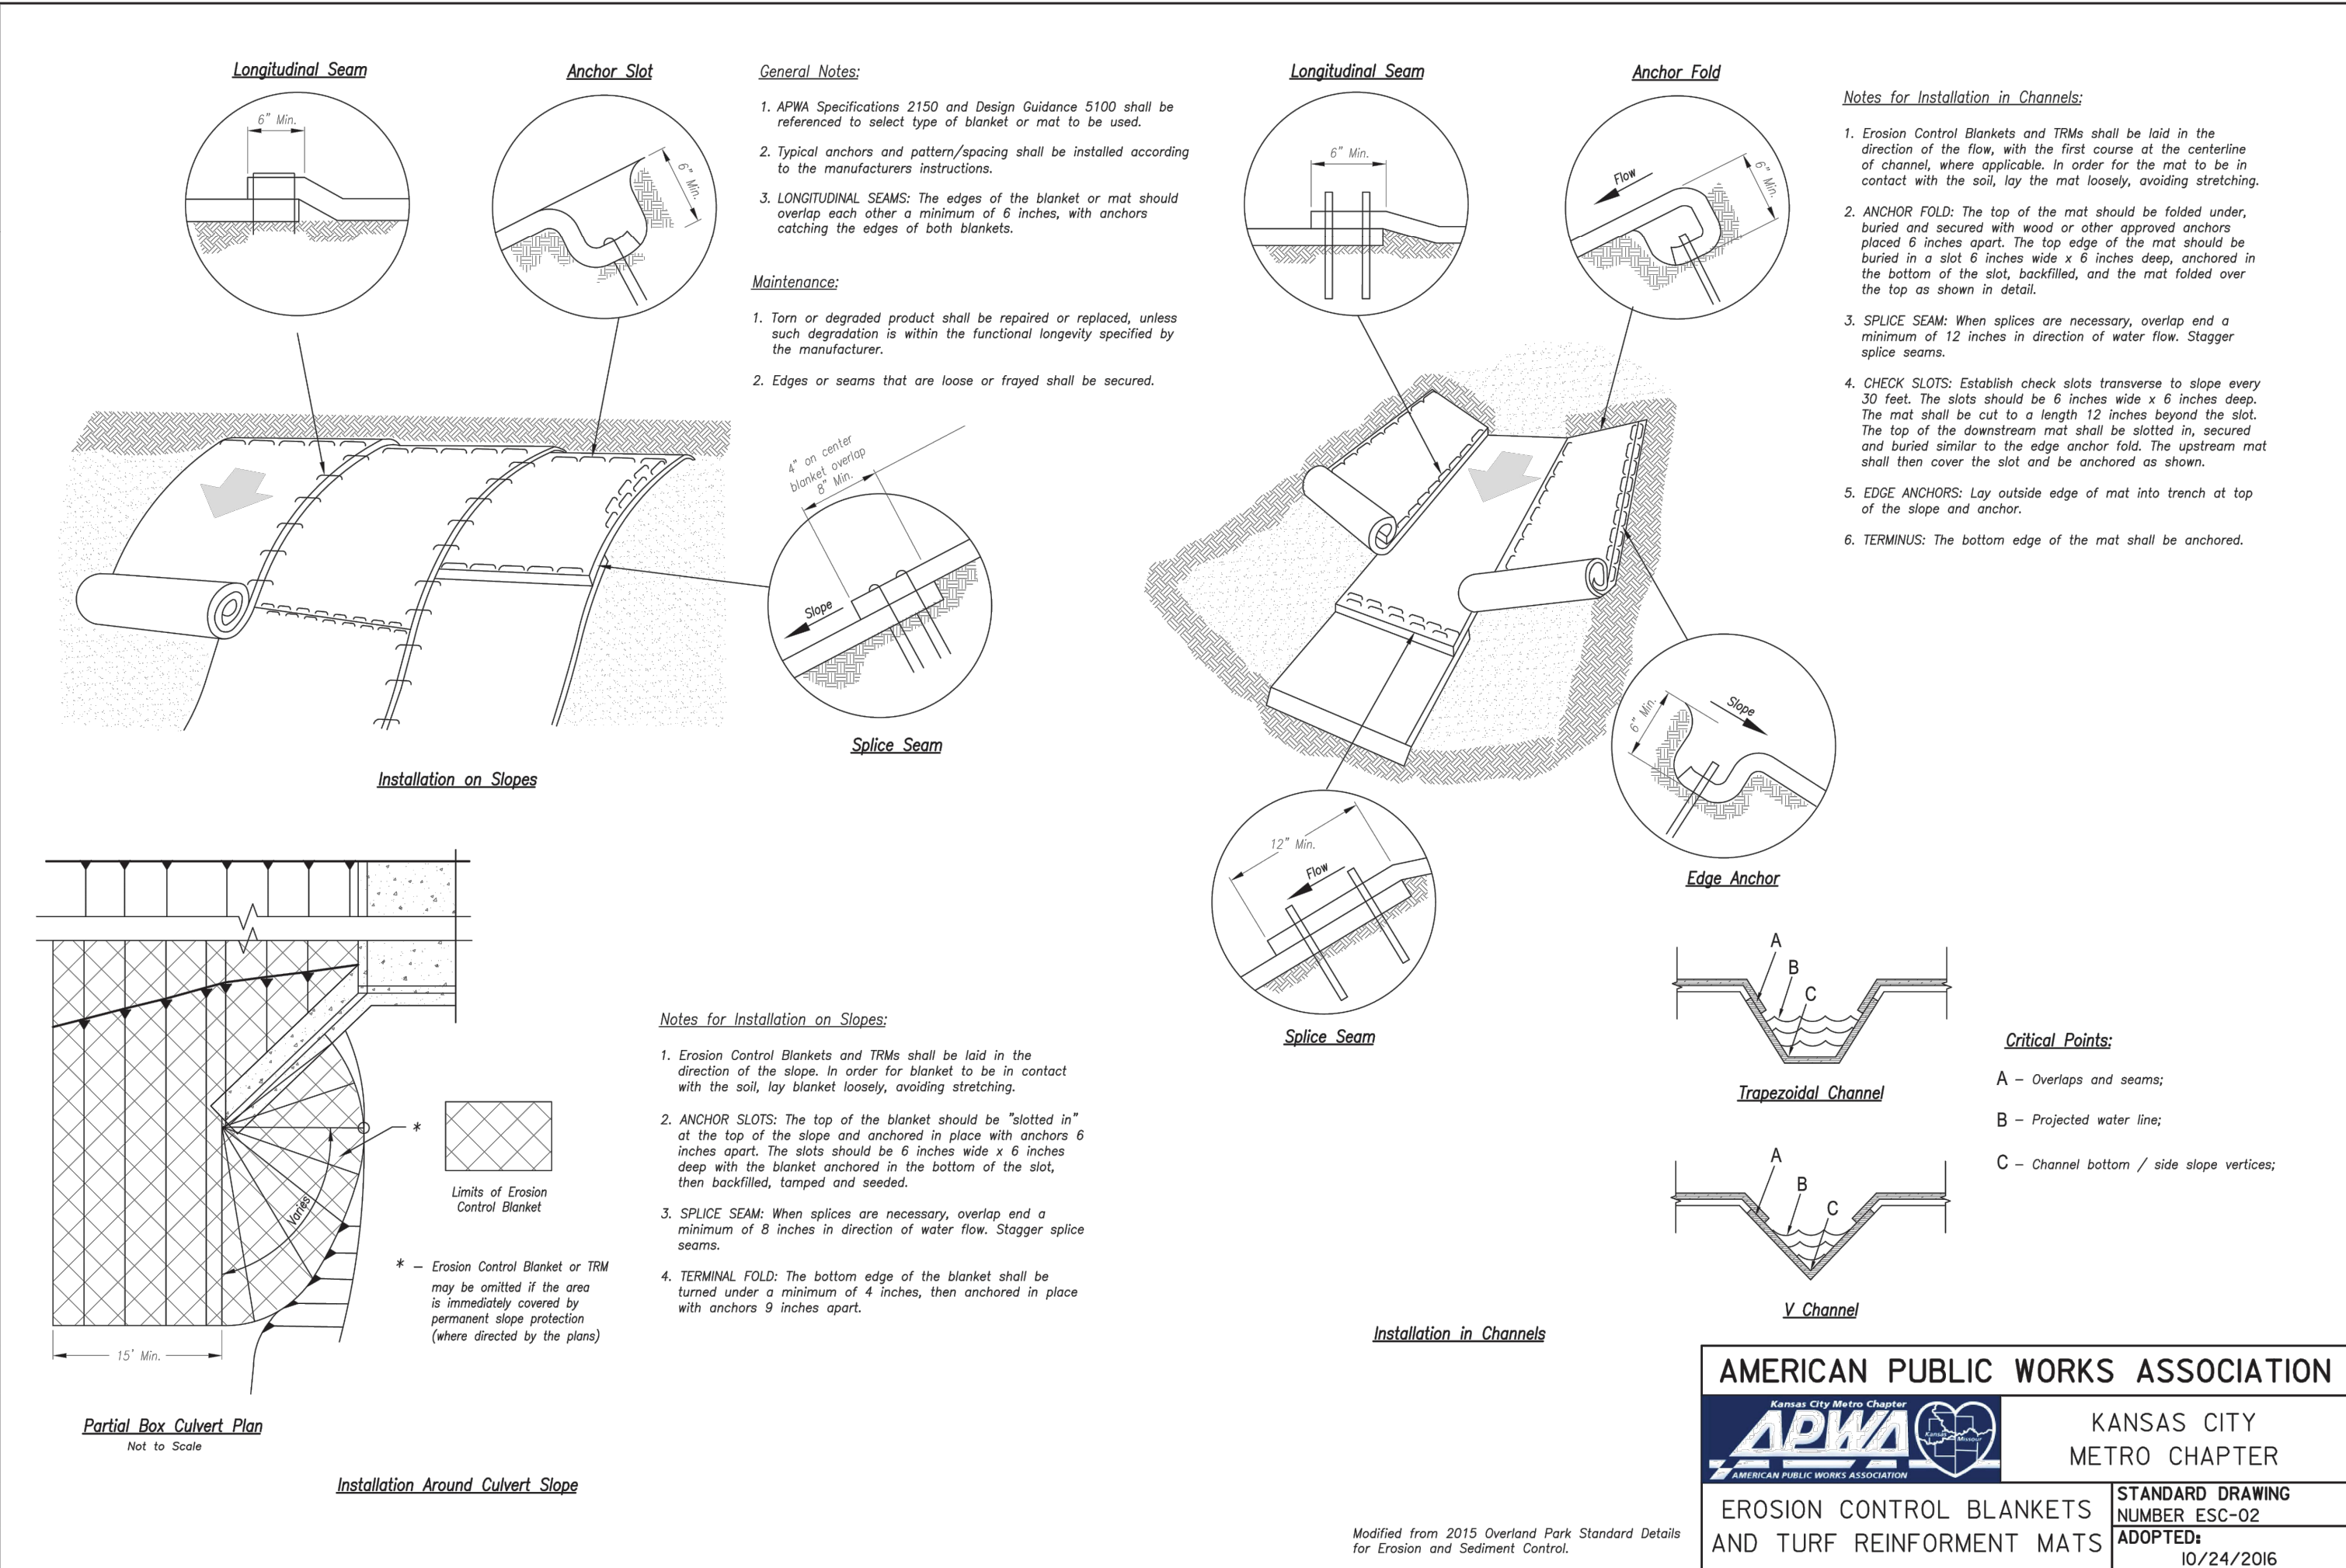 Longitudinal Seam
6" Min.
Anchor Slot
6" Min.
General Notes:
1. APWA Specifications 2150 and Design Guidance 5100 shall be
referenced to select type of blanket or mat to be used.
2. Typical anchors and pattern/spacing shall be installed according
to the manufacturers instructions.
3. LONGITUDINAL SEAMS: The edges of the blanket or mat should
overlap each other a minimum of 6 inches, with anchors
catching the edges of both blankets.
Maintenance:
1. Torn or degraded product shall be repaired or replaced, unless
such degradation is within the functional longevity specified by
the manufacturer.
2. Edges or seams that are loose or frayed shall be secured.
4" on center
blanket overlap
8" Min.
Slope
Splice Seam
Installation on Slopes
Longitudinal Seam
6" Min.
Anchor Fold
Flow
6" Min.
Notes for Installation in Channels:
1. Erosion Control Blankets and TRMs shall be laid in the
direction of the flow, with the first course at the centerline
of channel, where applicable. In order for the mat to be in
contact with the soil, lay the mat loosely, avoiding stretching.
2. ANCHOR FOLD: The top of the mat should be folded under,
buried and secured with wood or other approved anchors
placed 6 inches apart. The top edge of the mat should be
buried in a slot 6 inches wide x 6 inches deep, anchored in
the bottom of the slot, backfilled, and the mat folded over
the top as shown in detail.
3. SPLICE SEAM: When splices are necessary, overlap end a
minimum of 12 inches in direction of water flow. Stagger
splice seams.
4. CHECK SLOTS: Establish check slots transverse to slope every
30 feet. The slots should be 6 inches wide x 6 inches deep.
The mat shall be cut to a length 12 inches beyond the slot.
The top of the downstream mat shall be slotted in, secured
and buried similar to the edge anchor fold. The upstream mat
shall then cover the slot and be anchored as shown.
5. EDGE ANCHORS: Lay outside edge of mat into trench at top
of the slope and anchor.
6. TERMINUS: The bottom edge of the mat shall be anchored.
6" Min.
Slope
Edge Anchor
12" Min.
Flow
Splice Seam
A
B
C
Trapezoidal Channel
A
B
C
V Channel
Critical Points:
A – Overlaps and seams;
B – Projected water line;
C – Channel bottom / side slope vertices;
Installation in Channels
Varies
*
15' Min.
Limits of Erosion
Control Blanket
* – Erosion Control Blanket or TRM
may be omitted if the area
is immediately covered by
permanent slope protection
(where directed by the plans)
Partial Box Culvert Plan
Not to Scale
Installation Around Culvert Slope
Notes for Installation on Slopes:
1. Erosion Control Blankets and TRMs shall be laid in the
direction of the slope. In order for blanket to be in contact
with the soil, lay blanket loosely, avoiding stretching.
2. ANCHOR SLOTS: The top of the blanket should be "slotted in"
at the top of the slope and anchored in place with anchors 6
inches apart. The slots should be 6 inches wide x 6 inches
deep with the blanket anchored in the bottom of the slot,
then backfilled, tamped and seeded.
3. SPLICE SEAM: When splices are necessary, overlap end a
minimum of 8 inches in direction of water flow. Stagger splice
seams.
4. TERMINAL FOLD: The bottom edge of the blanket shall be
turned under a minimum of 4 inches, then anchored in place
with anchors 9 inches apart.
Modified from 2015 Overland Park Standard Details
for Erosion and Sediment Control.
AMERICAN PUBLIC WORKS ASSOCIATION
Kansas City Metro Chapter
APWA
Kansas
Missouri
AMERICAN PUBLIC WORKS ASSOCIATION
KANSAS CITY
METRO CHAPTER
EROSION CONTROL BLANKETS
AND TURF REINFORMENT MATS
STANDARD DRAWING
NUMBER ESC-02
ADOPTED:
10/24/2016